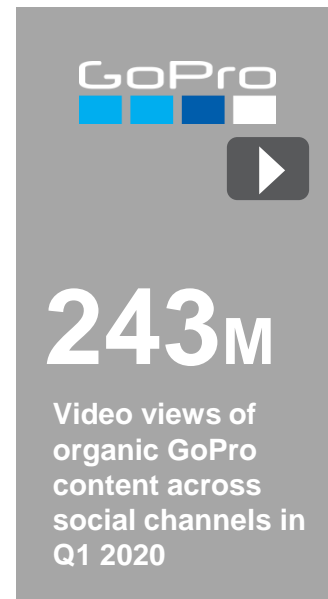 GoPro
243M
Video views of
organic GoPro
content across
social channels in
Q1 2020